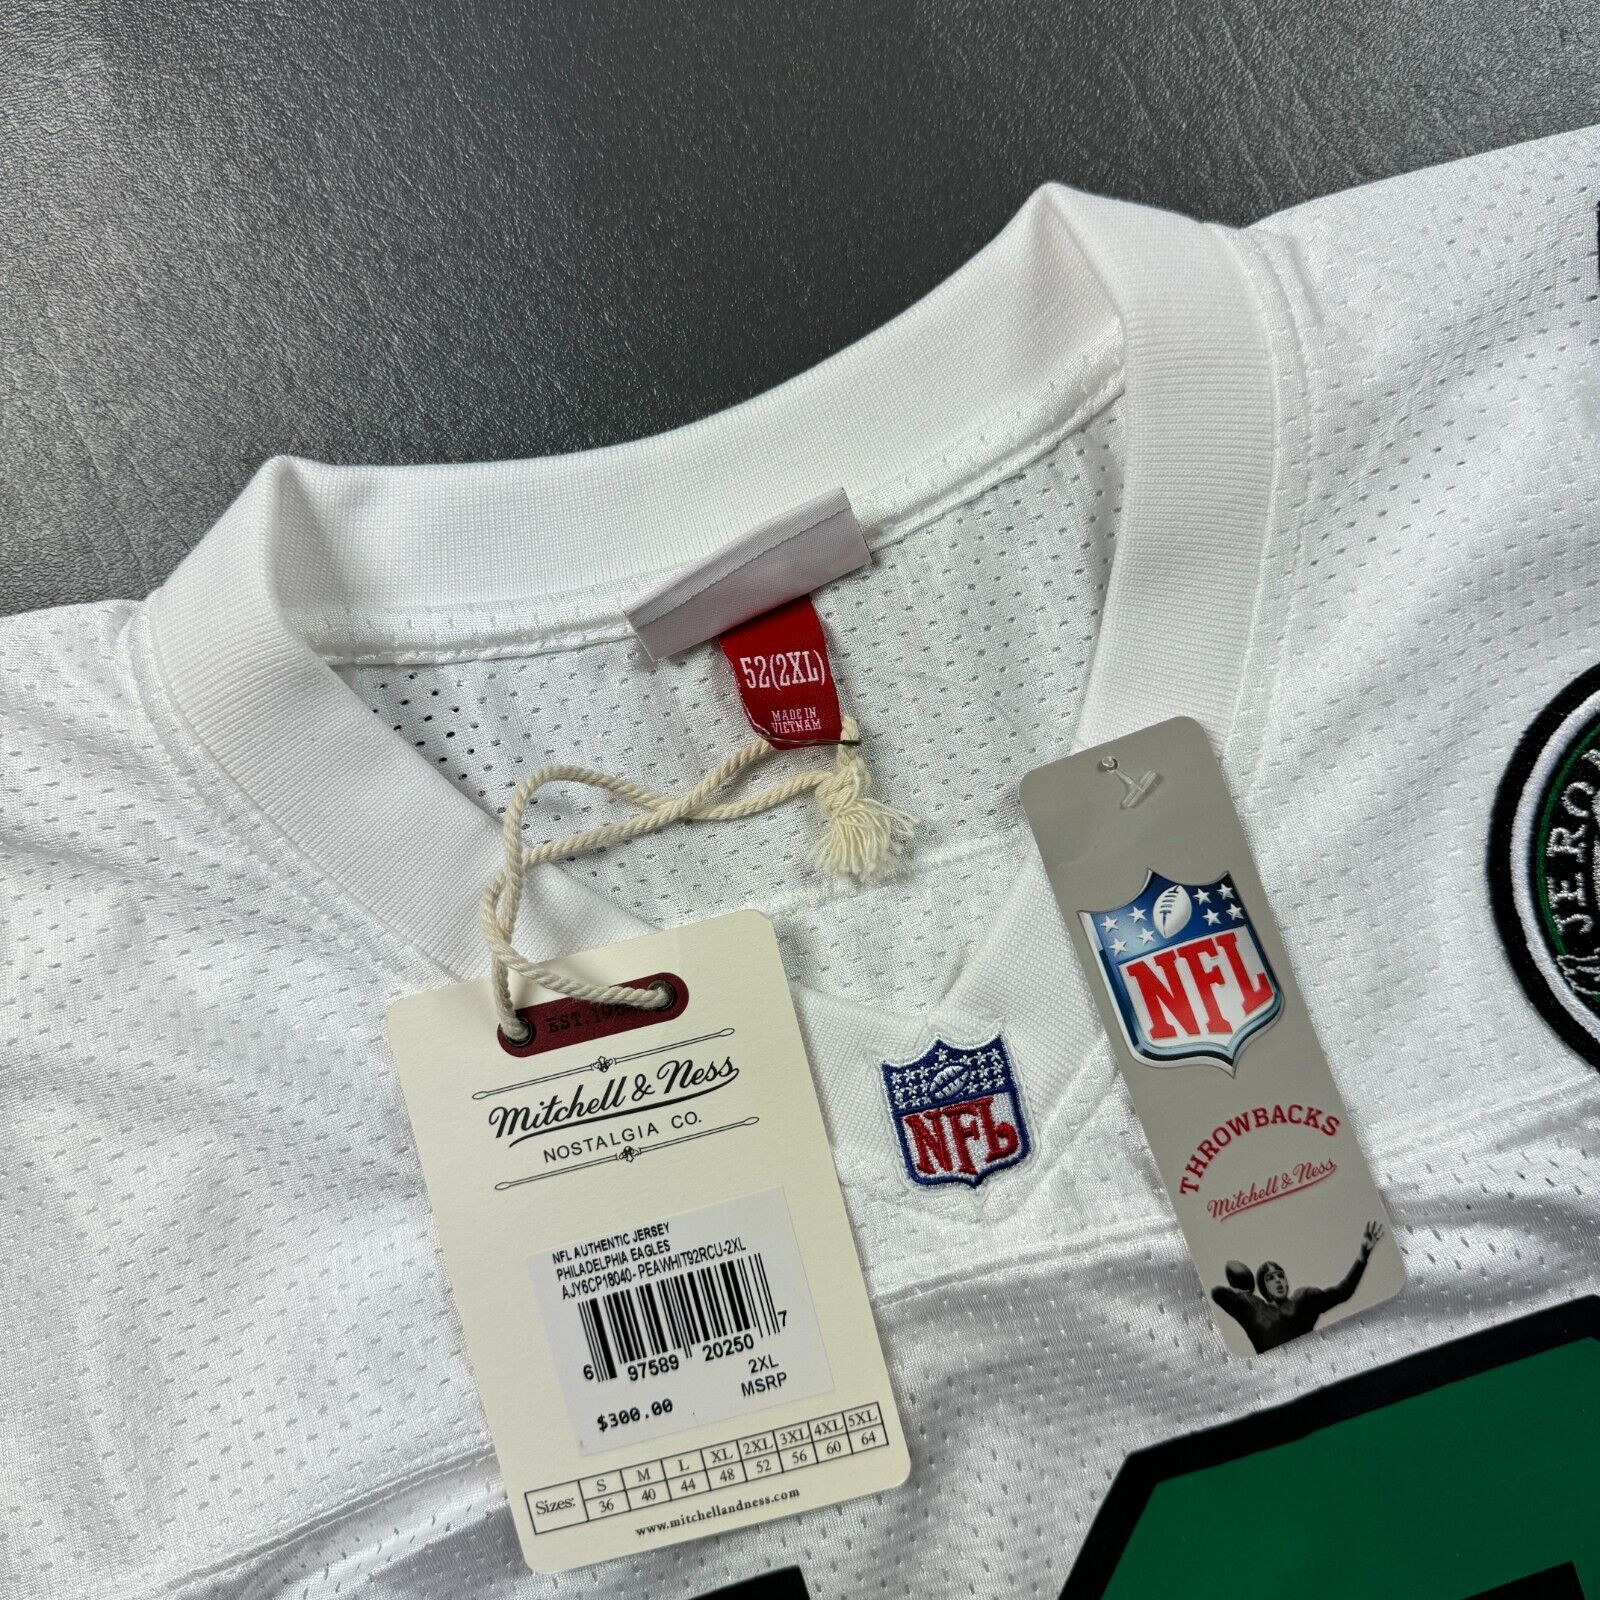 52(2XL)
MADE IN
VIETNAM
EST.
Mitchell & Ness
NOSTALGIA CO.
NFL AUTHENTIC JERSEY
PHILADELPHIA EAGLES
AJY6CP18040- PEAWHIT92RCU-2XL
6 97589 20250 7
2XL
$300.00 MSRP
Sizes: S M L XL 2XL 3XL 4XL 5XL
36 40 44 48 52 56 60 64
www.mitchellandness.com
NFL
NFL
THROWBACKS
Mitchell & Ness
JERO